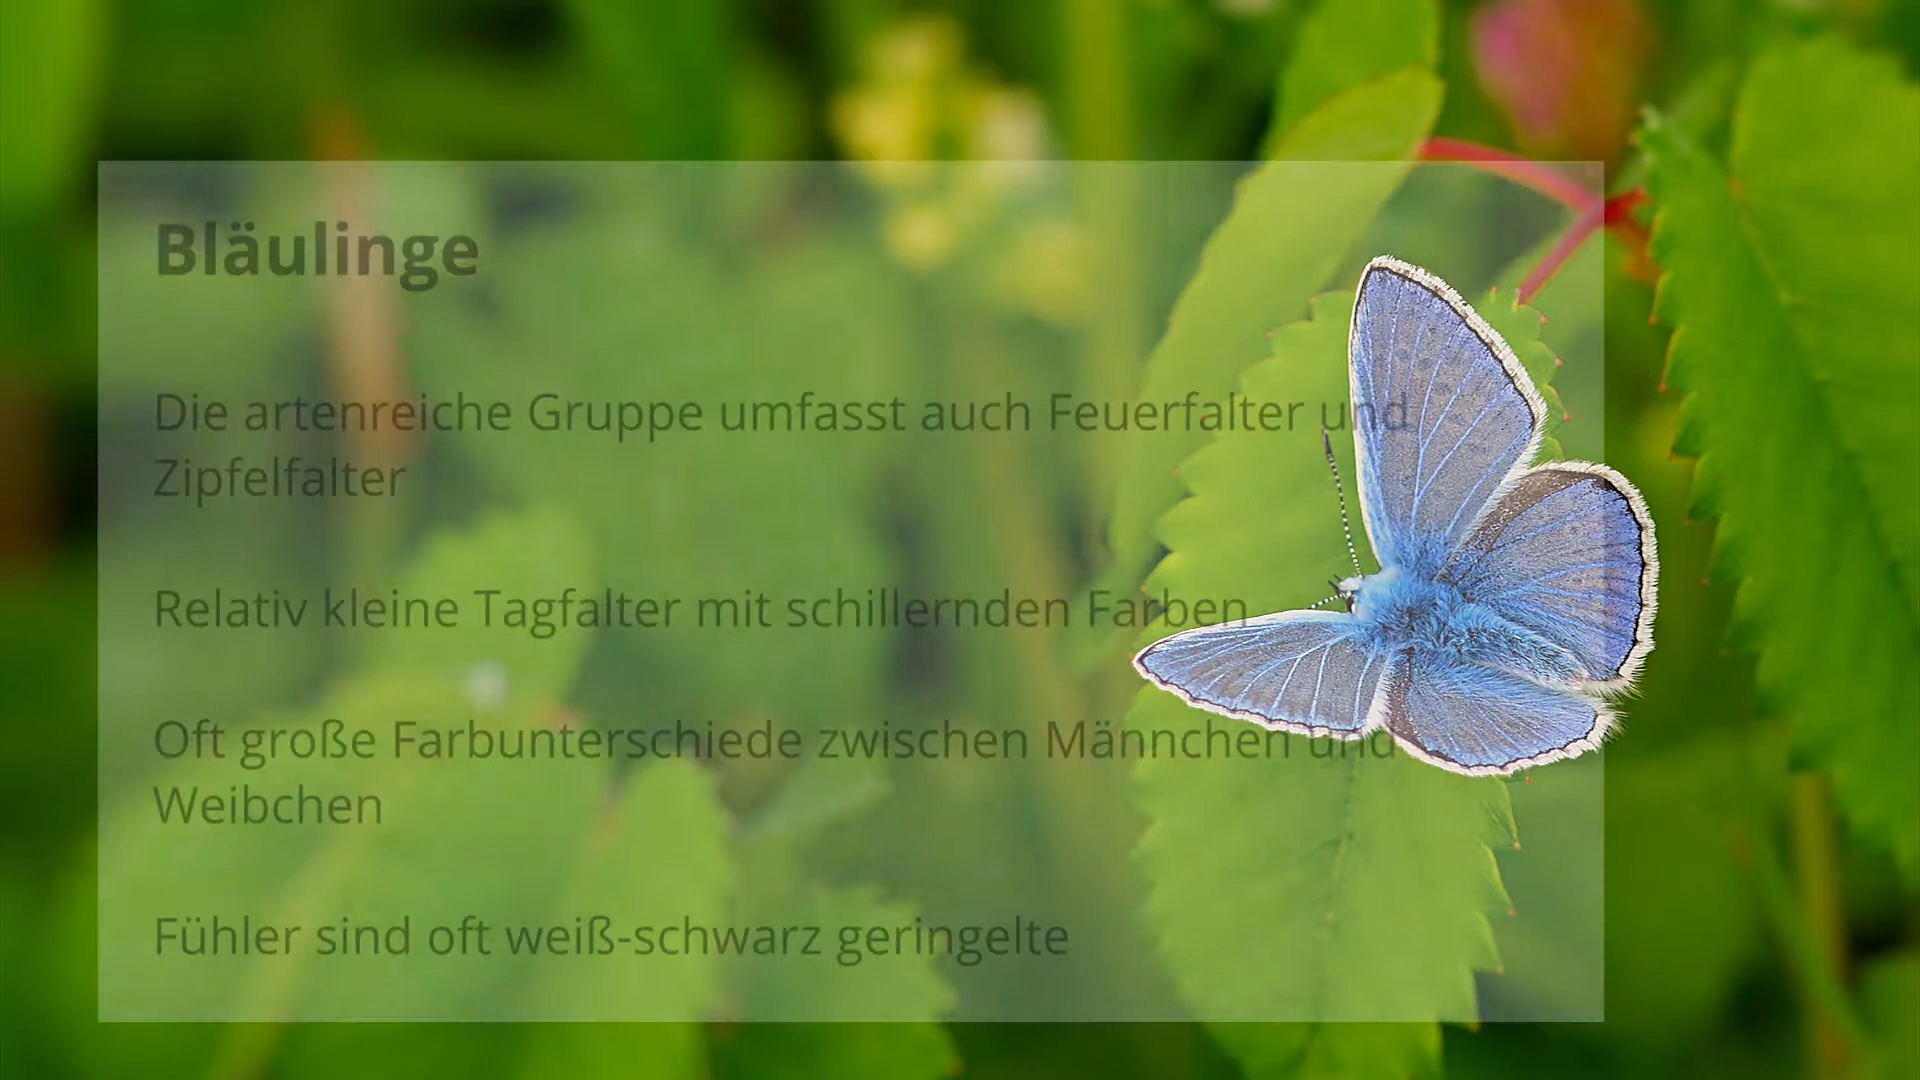 Bläulinge
Die artenreiche Gruppe umfasst auch Feuerfalter und
Zipfelfalter
Relativ kleine Tagfalter mit schillernden Farben
Oft große Farbunterschiede zwischen Männchen und
Weibchen
Fühler sind oft weiß-schwarz geringelte